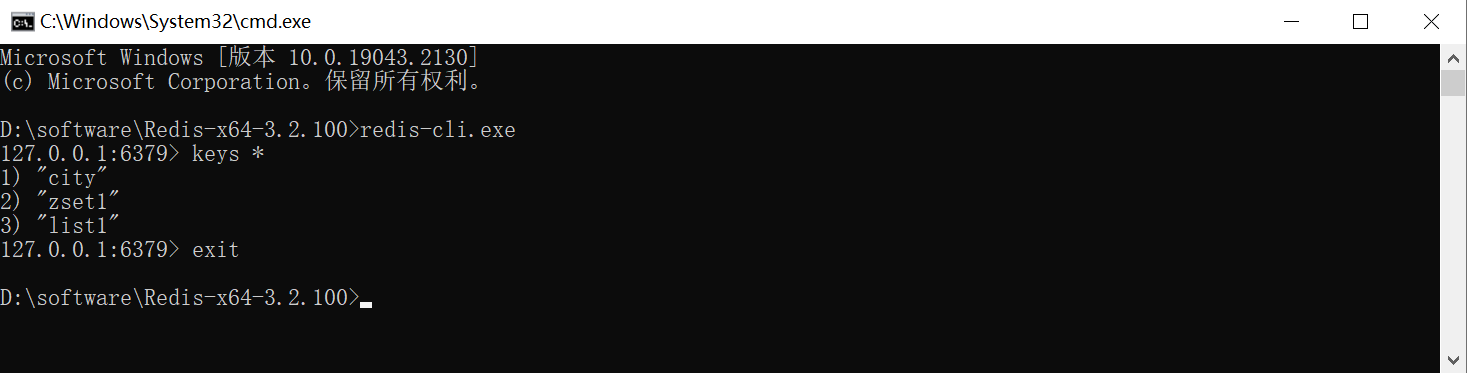 C:\Windows\System32\cmd.exe
Microsoft Windows [版本 10.0.19043.2130]
(c) Microsoft Corporation。保留所有权利。
D:\software\Redis-x64-3.2.100>redis-cli.exe
127.0.0.1:6379> keys *
1) "city"
2) "zset1"
3) "list1"
127.0.0.1:6379> exit
D:\software\Redis-x64-3.2.100>